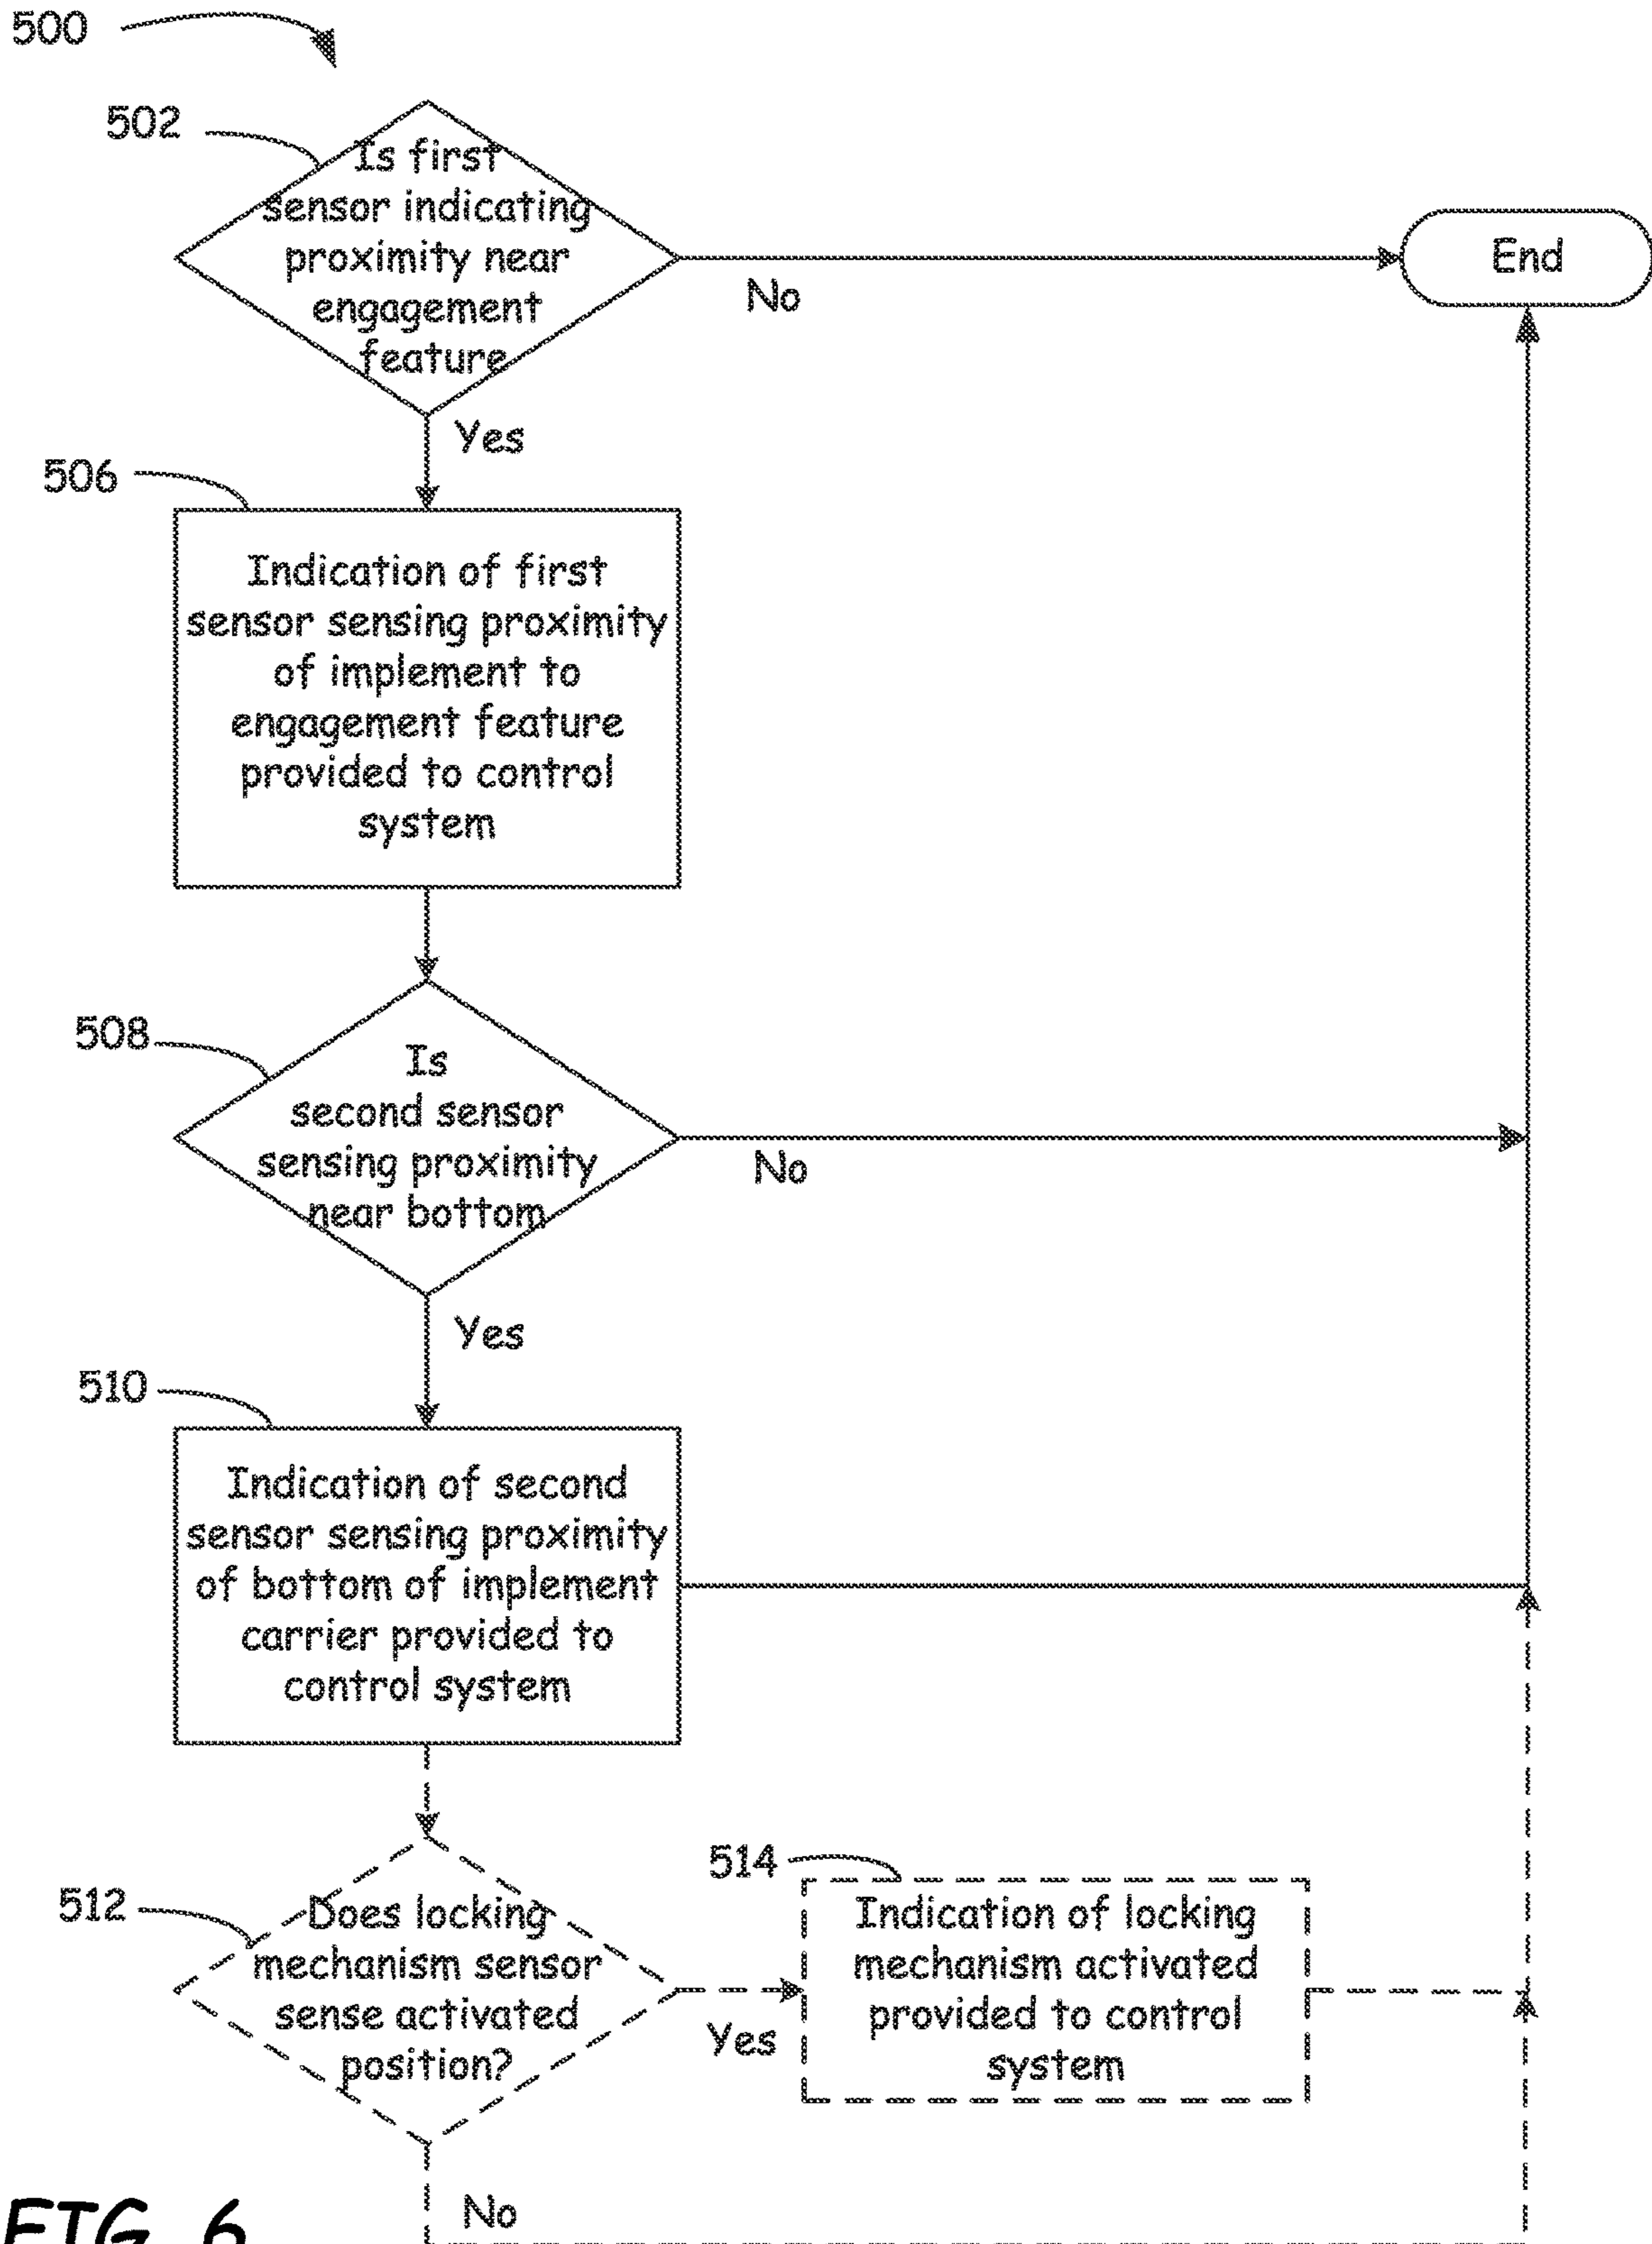 500
502
Is first
sensor indicating
proximity near
engagement
feature
No
End
Yes
506
Indication of first
sensor sensing proximity
of implement to
engagement feature
provided to control
system
508
Is
second sensor
sensing proximity
near bottom
No
Yes
510
Indication of second
sensor sensing proximity
of bottom of implement
carrier provided to
control system
512
Does locking
mechanism sensor
sense activated
position?
Yes
514
Indication of locking
mechanism activated
provided to control
system
No
FIG. 6